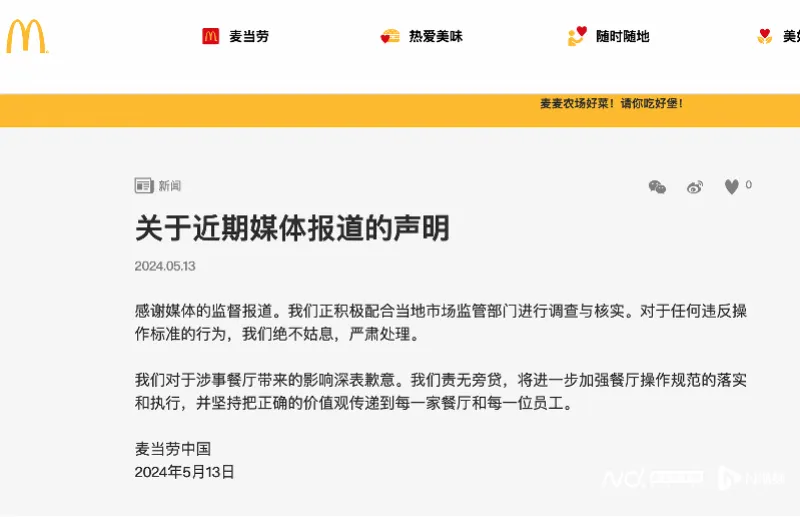 麦当劳
热爱美味
随时随地
美好
麦麦农场好菜！请你吃好堡！
新闻
0
关于近期媒体报道的声明
2024.05.13
感谢媒体的监督报道。我们正积极配合当地市场监管部门进行调查与核实。对于任何违反操
作标准的行为，我们绝不姑息，严肃处理。
我们对于涉事餐厅带来的影响深表歉意。我们责无旁贷，将进一步加强餐厅操作规范的落实
和执行，并坚持把正确的价值观传递到每一家餐厅和每一位员工。
麦当劳中国
2024年5月13日